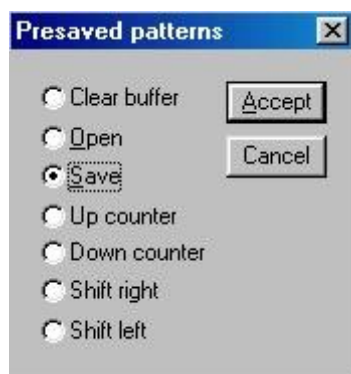 Presaved patterns
Clear buffer
Open
Save
Up counter
Down counter
Shift right
Shift left
Accept
Cancel